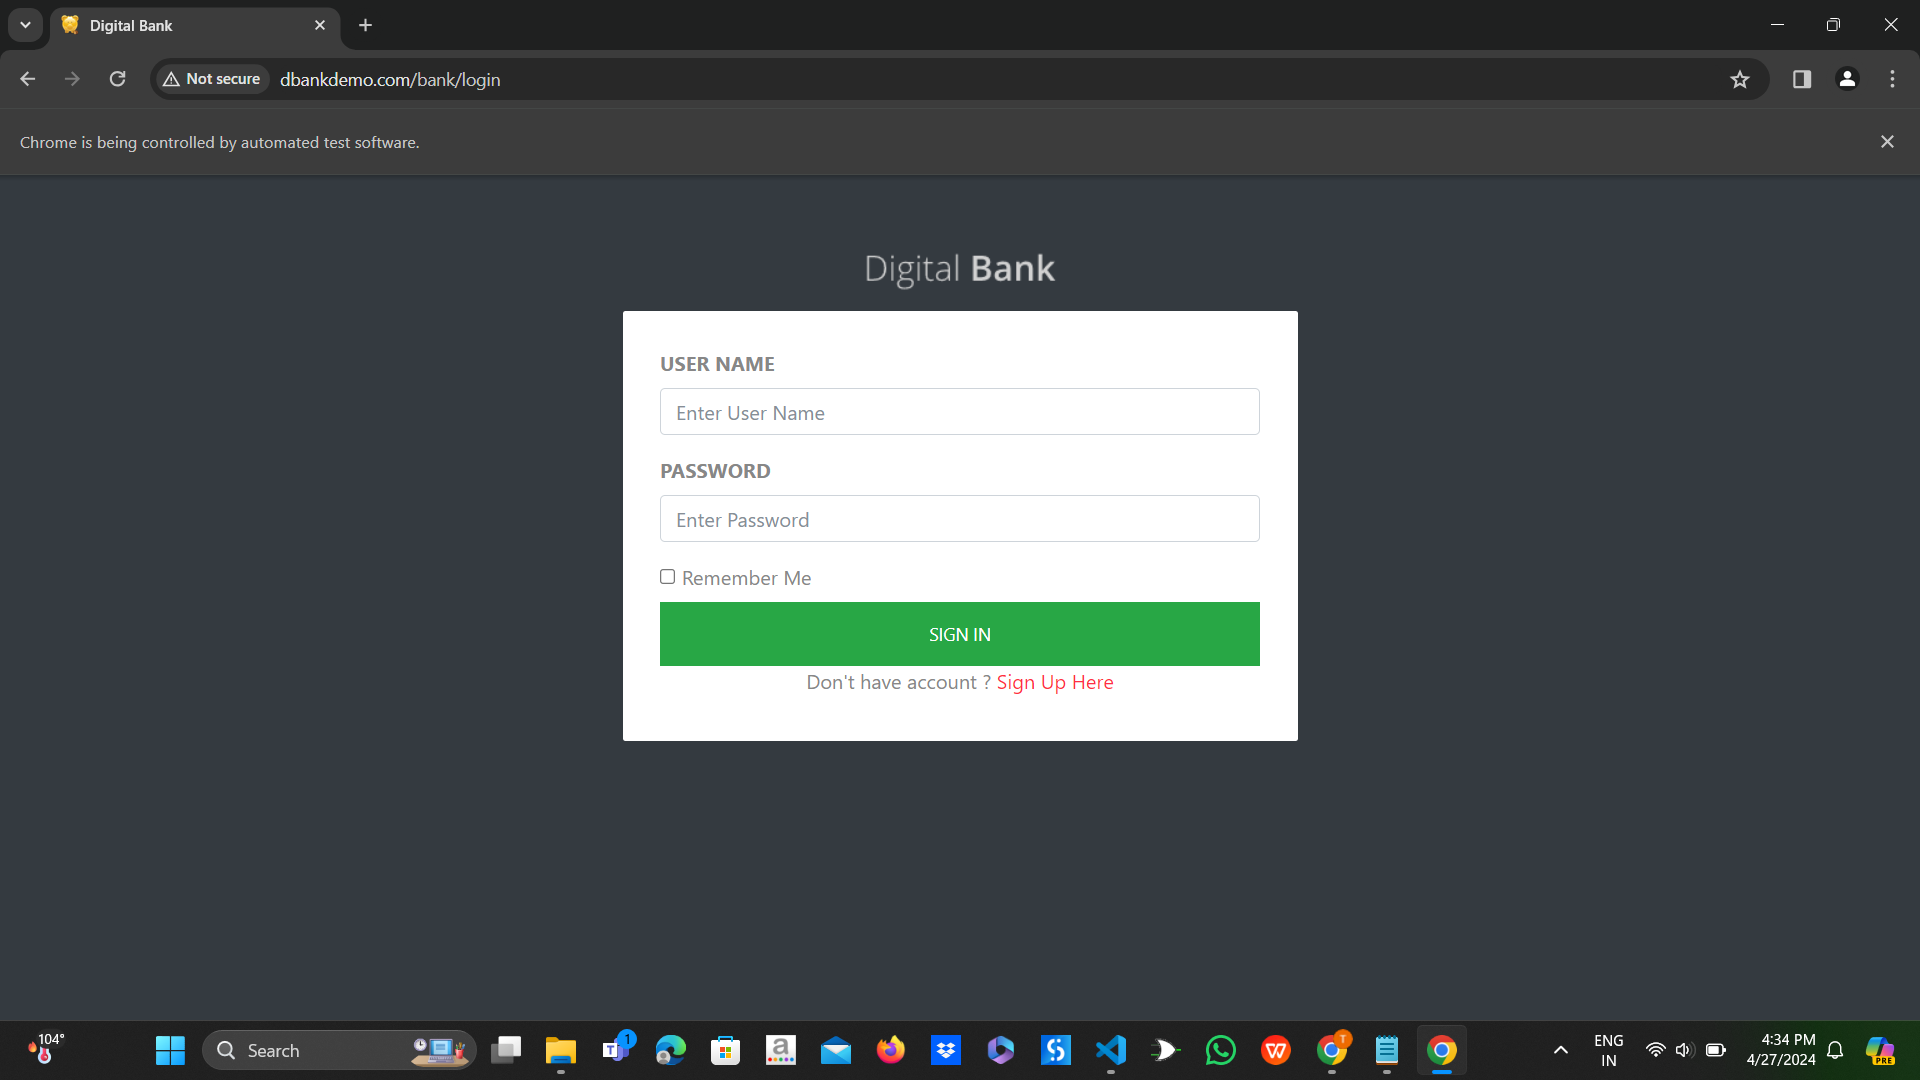 Digital Bank
Not secure
dbankdemo.com/bank/login
Chrome is being controlled by automated test software.
Digital Bank
USER NAME
Enter User Name
PASSWORD
Enter Password
Remember Me
SIGN IN
Don't have account ? Sign Up Here
104°
Search
1
T
a
W
T
ENG
IN
4:34 PM
4/27/2024
PRE